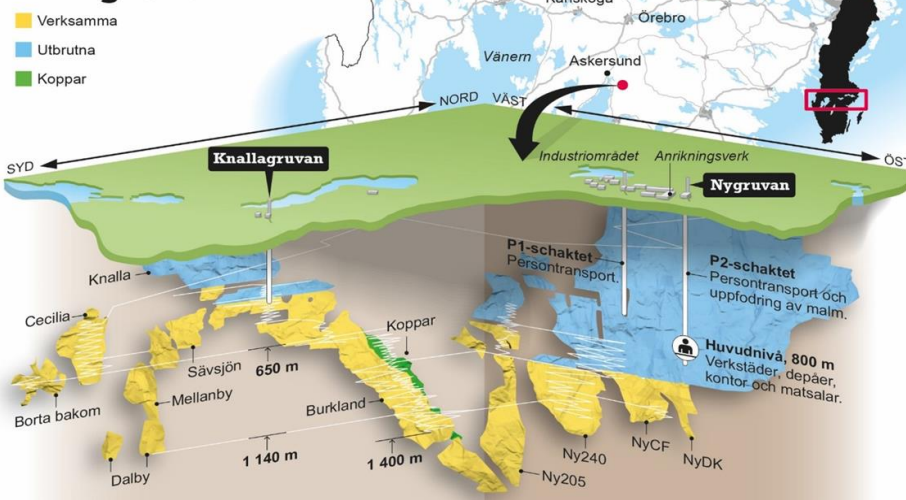 Verksamma
Utbrutna
Koppar
Örebro
Vänern
Askersund
NORD
VÄST
SYD
Knallagruvan
Industriområdet
Anrikningsverk
Nygruvan
P1-schaktet
Persontransport.
P2-schaktet
Persontransport och
uppfodring av malm.
Knalla
Cecilia
Koppar
Sävsjön
650 m
Huvudnivå, 800 m
Verkstäder, depåer,
kontor och matsalar.
Mellanby
Borta bakom
Burkland
1 140 m
1 400 m
Dalby
Ny240
NyCF
NyDK
Ny205